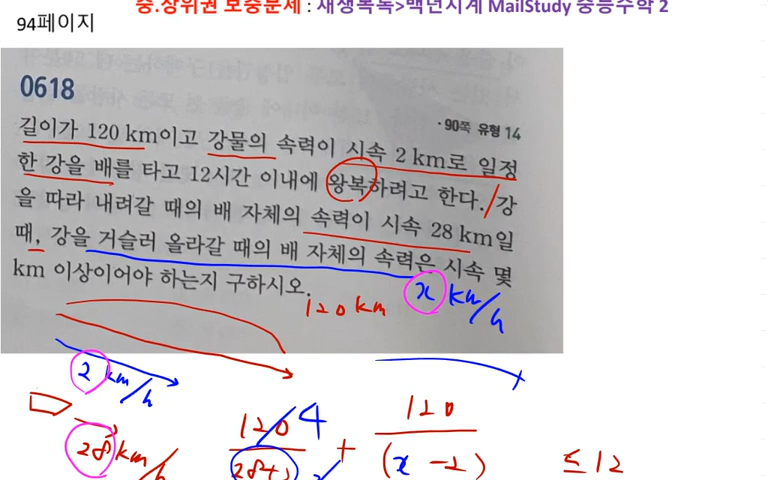 중.상위권 보충문제 : 재생목록>백년지계 MailStudy 중등수학 2
94페이지
0618
·90쪽 유형 14
길이가 120 km이고 강물의 속력이 시속 2 km로 일정
한 강을 배를 타고 12시간 이내에 왕복하려고 한다. 강
을 따라 내려갈 때의 배 자체의 속력이 시속 28 km일
때, 강을 거슬러 올라갈 때의 배 자체의 속력은 시속 몇
km 이상이어야 하는지 구하시오.
120 km
x km/h
2 km/h
28 km/h
120 4
28+2
+
120
(x - 2)
≤ 12